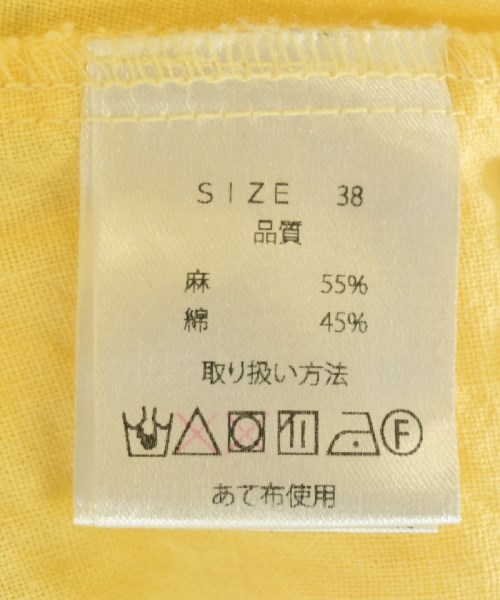 SIZE 38
品質
麻 55%
綿 45%
取り扱い方法
F
あて布使用